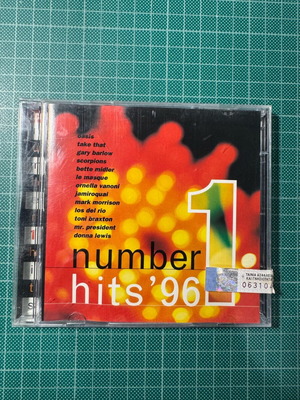 oasis
take that
gary barlow
scorpions
bette midler
le masque
ornella vanoni
jamiroquai
mark morrison
los del rio
toni braxton
mr. president
donna lewis
number 1
hits '96